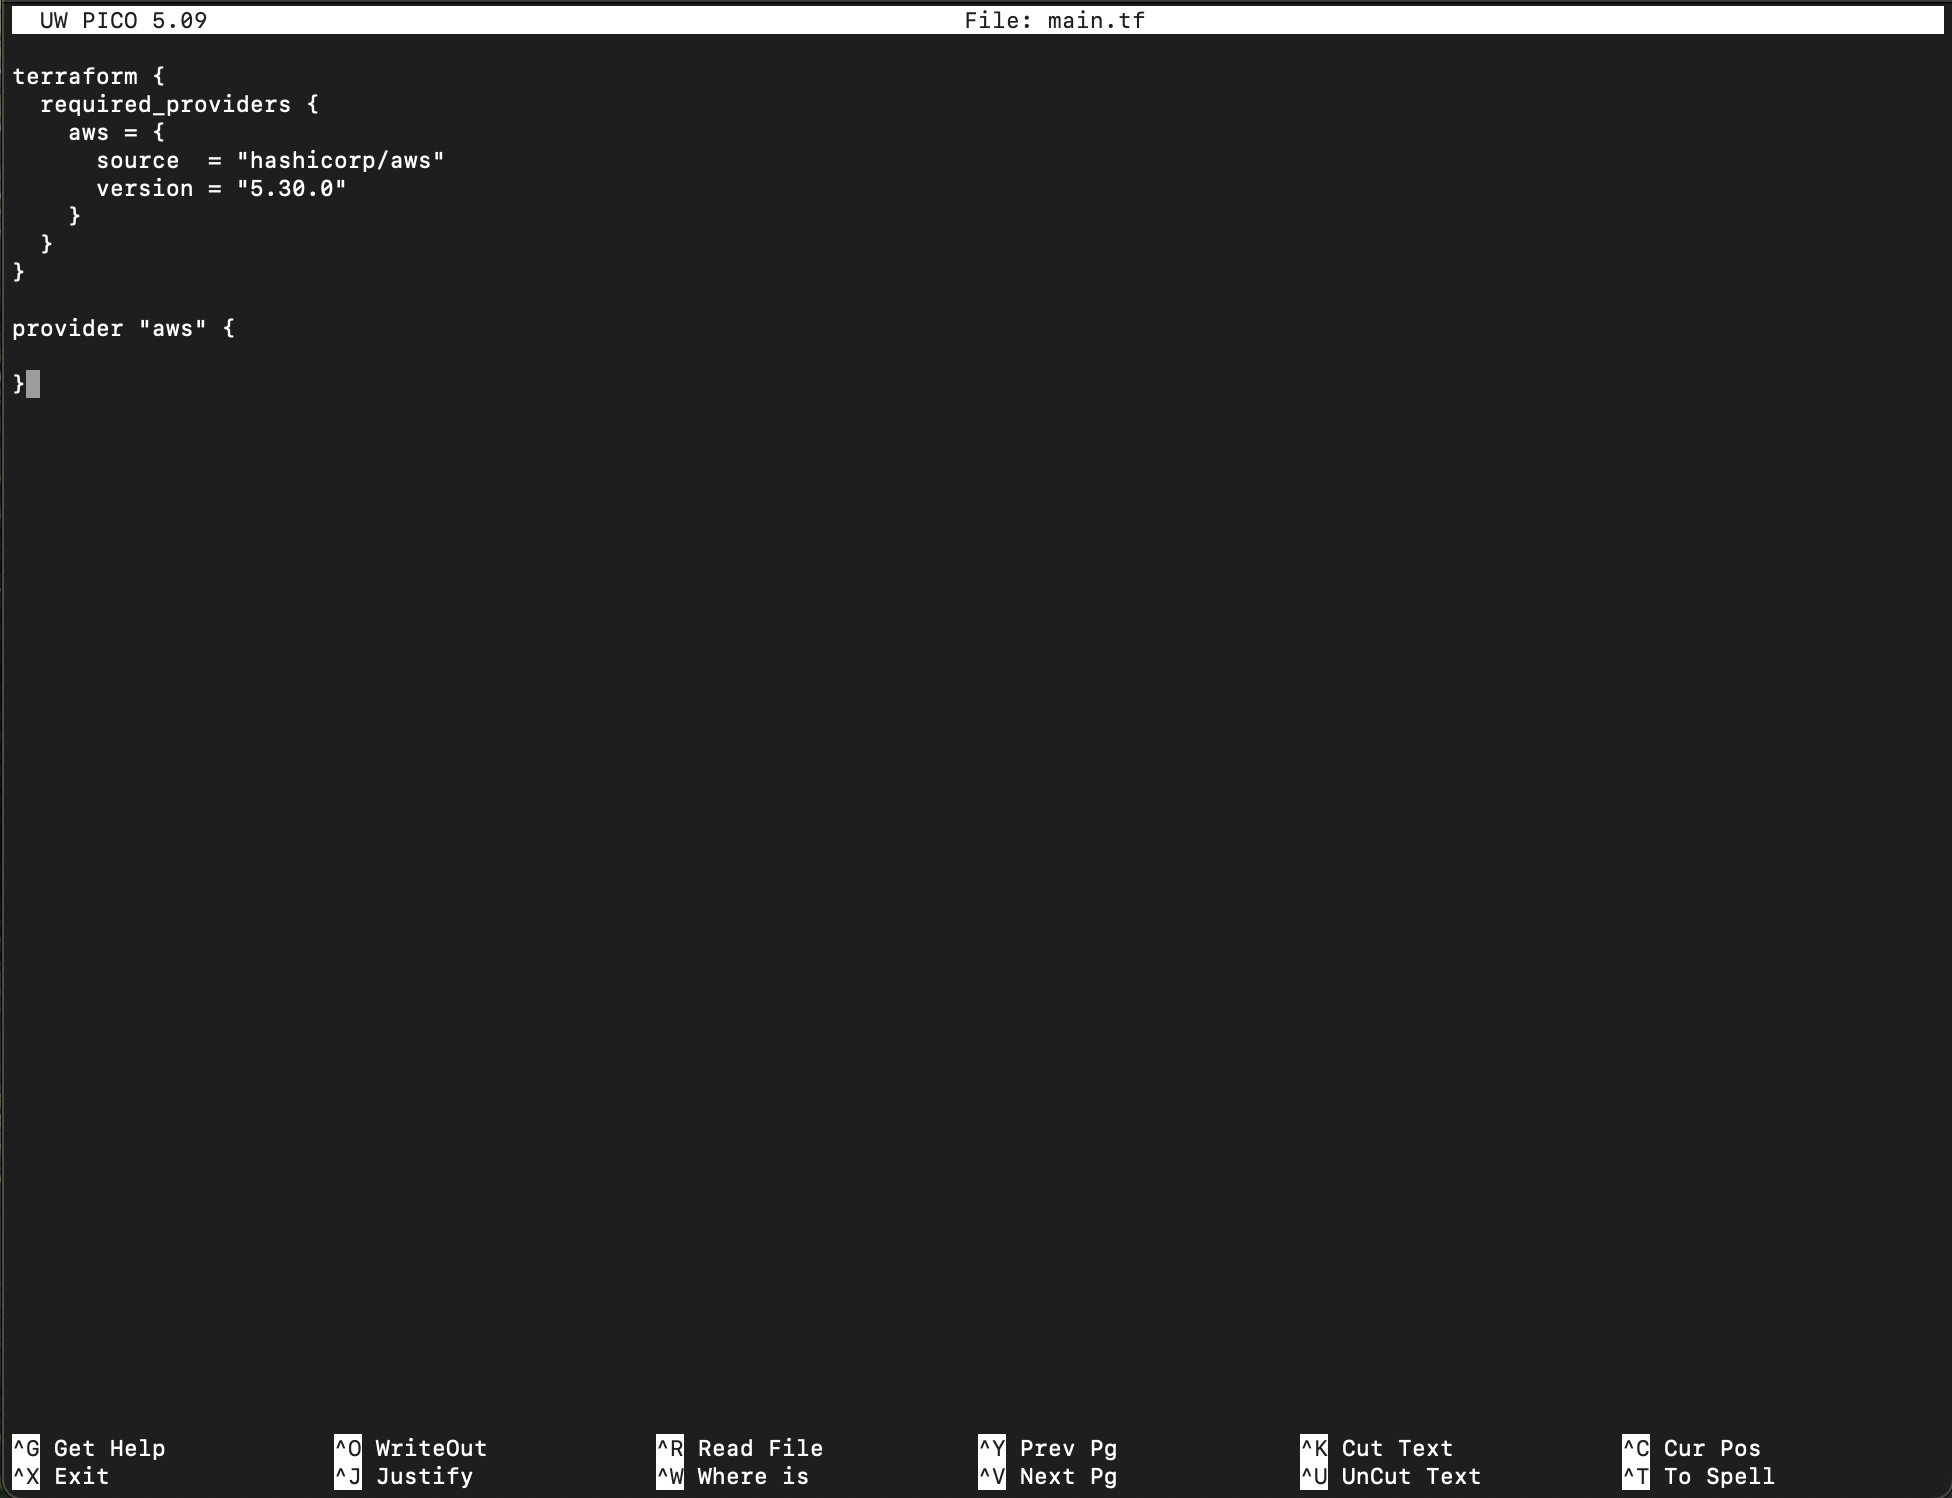 UW PICO 5.09 File: main.tf
terraform {
  required_providers {
    aws = {
      source  = "hashicorp/aws"
      version = "5.30.0"
    }
  }
}
provider "aws" {
}
^G Get Help ^O WriteOut ^R Read File ^Y Prev Pg ^K Cut Text ^C Cur Pos
^X Exit ^J Justify ^W Where is ^V Next Pg ^U UnCut Text ^T To Spell